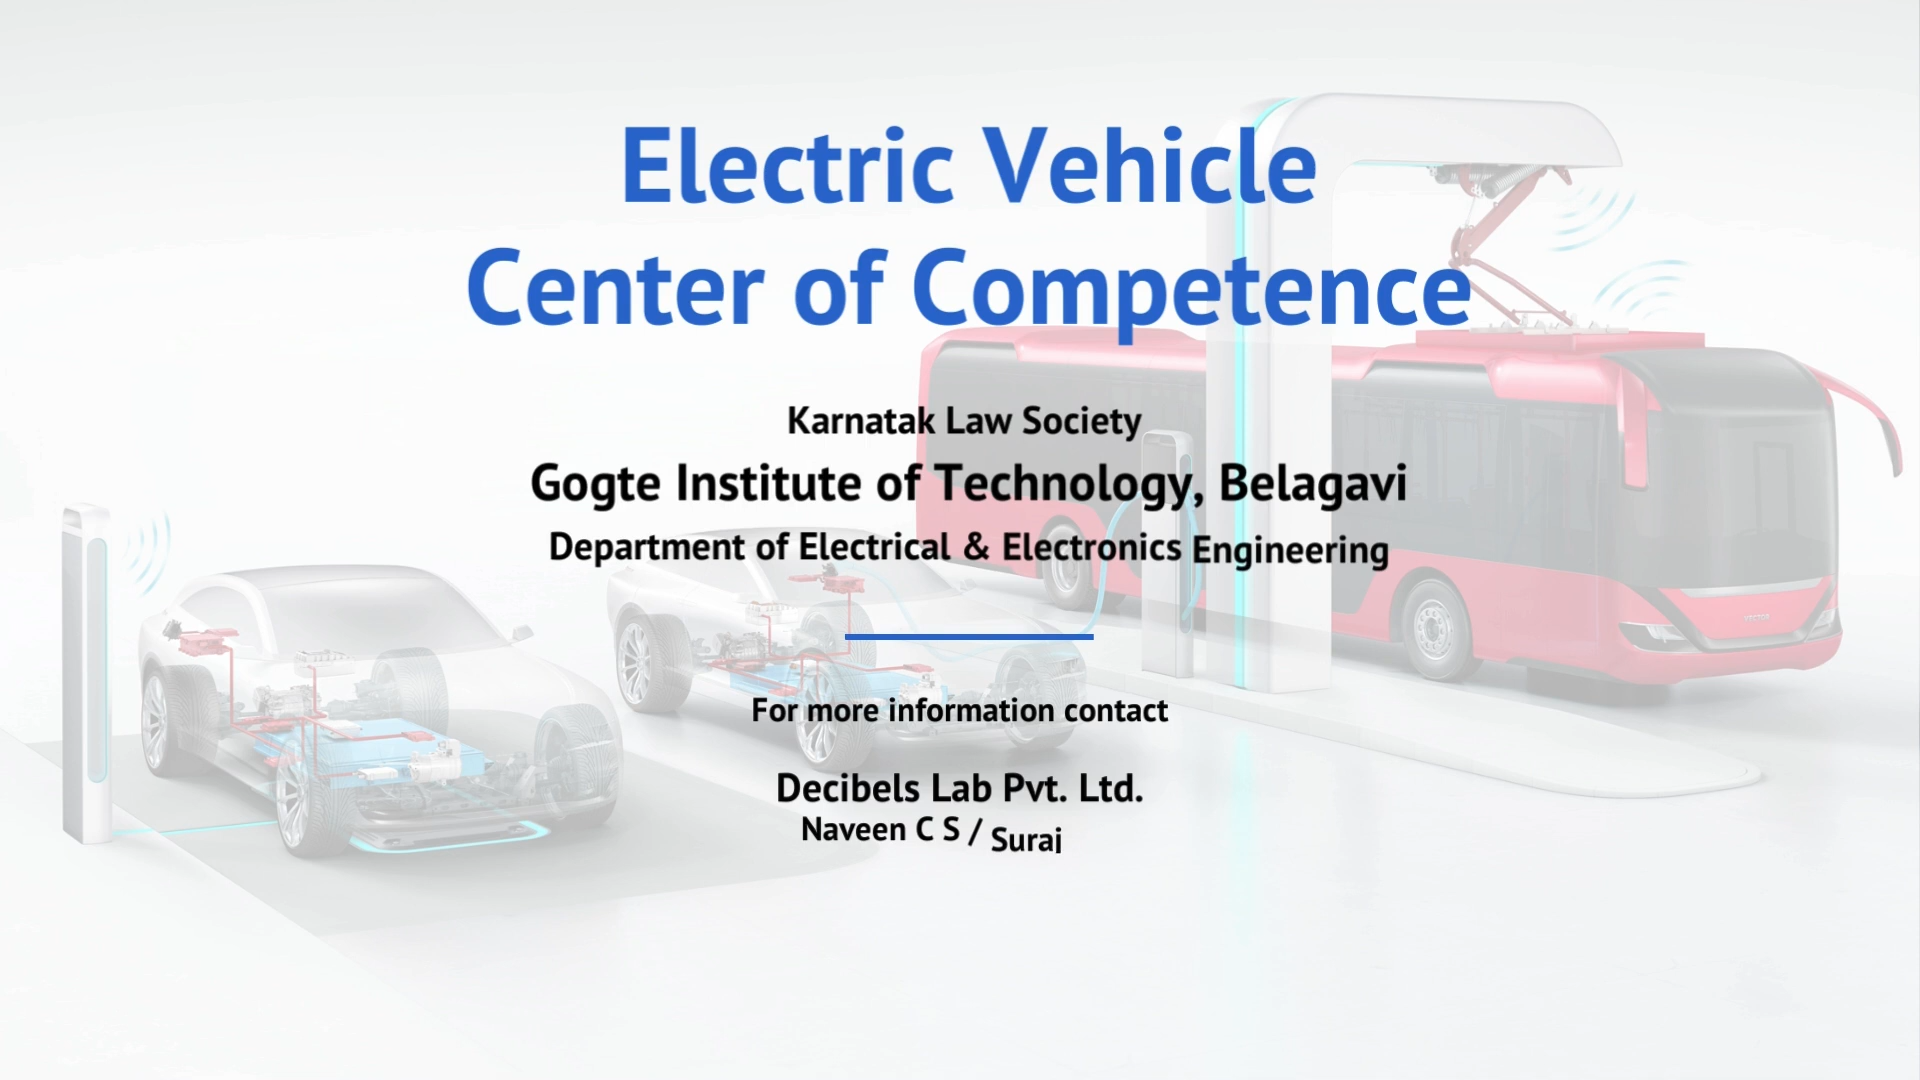 Electric Vehicle
Center of Competence
Karnatak Law Society
Gogte Institute of Technology, Belagavi
Department of Electrical & Electronics Engineering
For more information contact
Decibels Lab Pvt. Ltd.
Naveen C S / Suraj